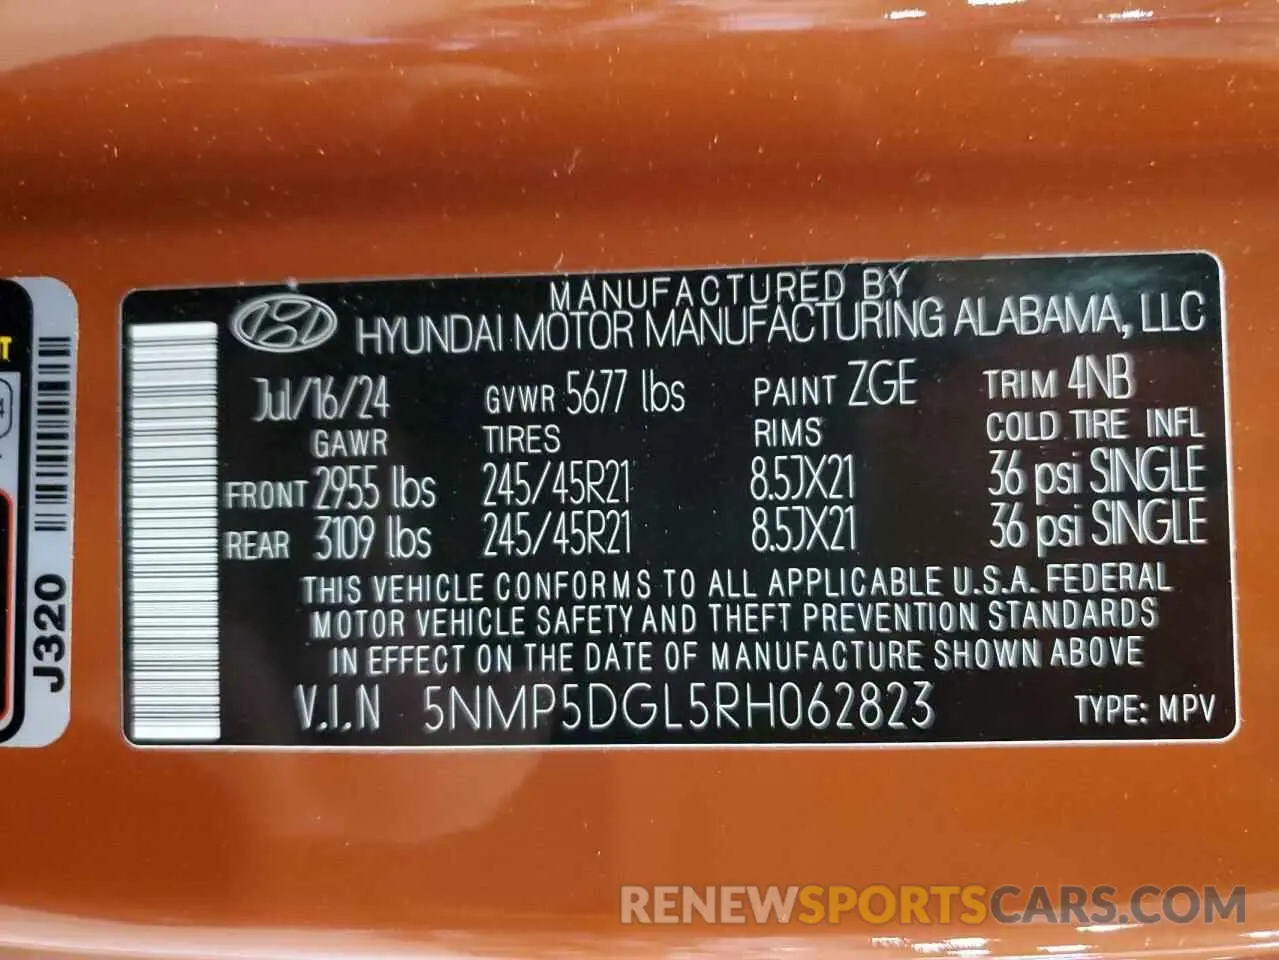 MANUFACTURED BY
HYUNDAI MOTOR MANUFACTURING ALABAMA, LLC
Jul/16/24 GVWR 5677 lbs PAINT ZGE TRIM 4NB
GAWR TIRES RIMS COLD TIRE INFL
FRONT 2955 lbs 245/45R21 8.5JX21 36 psi SINGLE
REAR 3109 lbs 245/45R21 8.5JX21 36 psi SINGLE
THIS VEHICLE CONFORMS TO ALL APPLICABLE U.S.A. FEDERAL
MOTOR VEHICLE SAFETY AND THEFT PREVENTION STANDARDS
IN EFFECT ON THE DATE OF MANUFACTURE SHOWN ABOVE
V.I.N 5NMP5DGL5RH062823 TYPE: MPV
J320
RENEWSPORTSCARS.COM